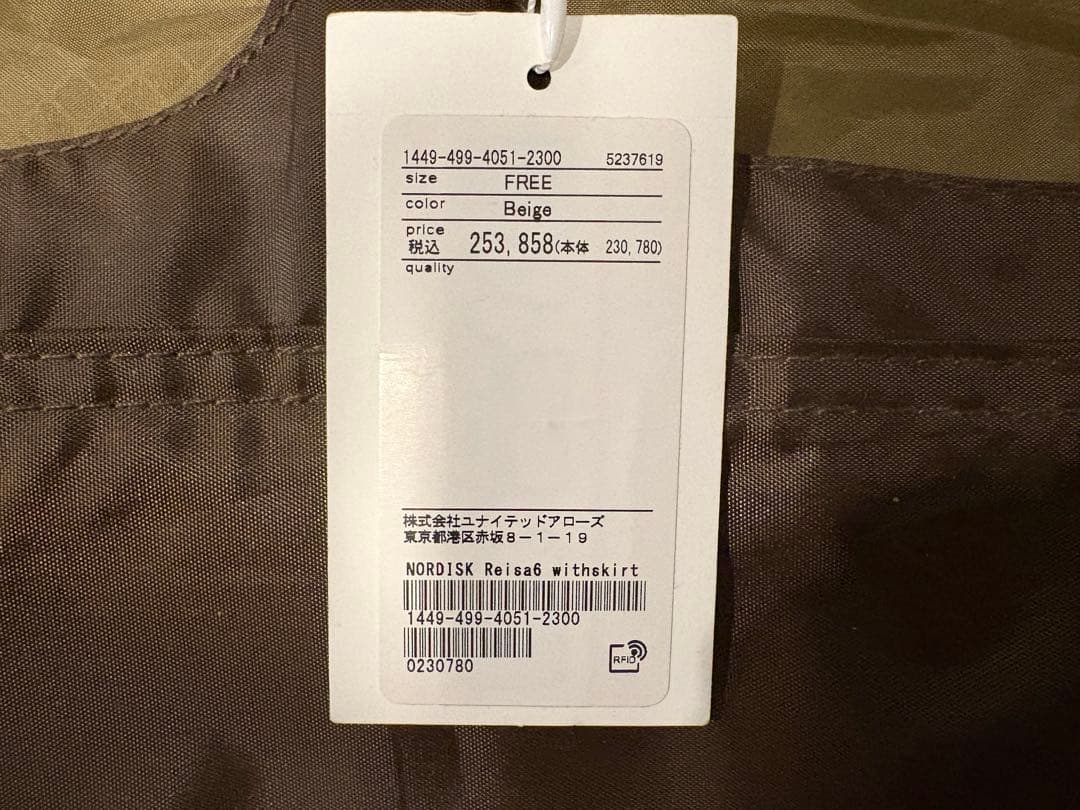 1449-499-4051-2300 5237619
size FREE
color Beige
price
税込 253,858(本体 230,780)
quality
株式会社ユナイテッドアローズ
東京都港区赤坂8-1-19
NORDISK Reisa6 withskirt
1449-499-4051-2300
0230780
RFID